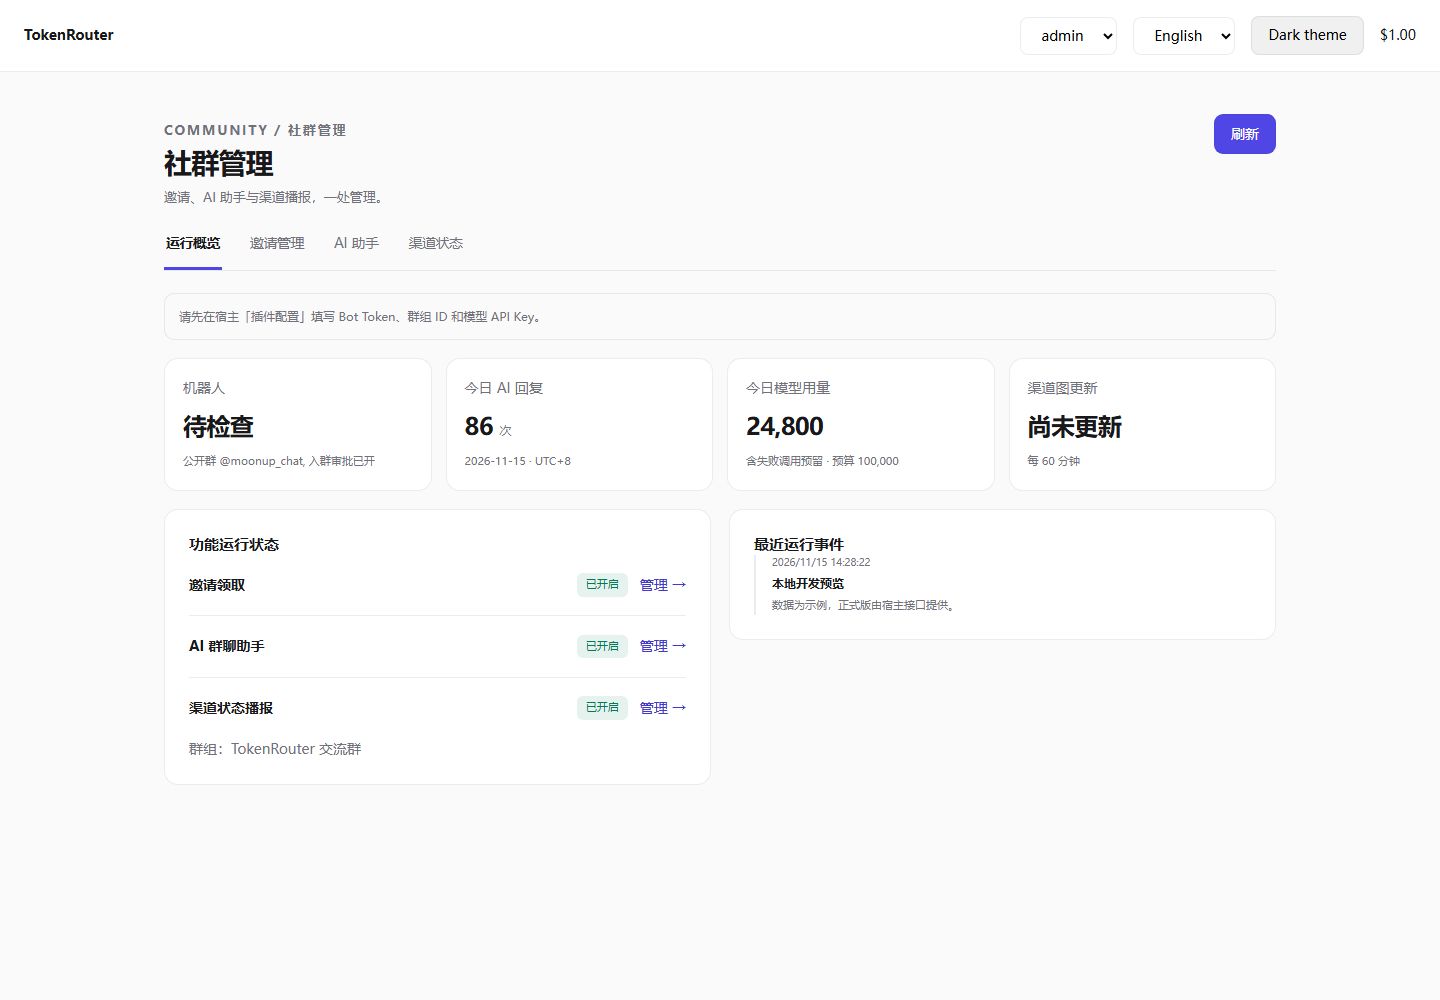 TokenRouter
admin
English
Dark theme
$1.00
COMMUNITY / 社群管理
社群管理
邀请、AI 助手与渠道播报，一处管理。
刷新
运行概览
邀请管理
AI 助手
渠道状态
请先在宿主「插件配置」填写 Bot Token、群组 ID 和模型 API Key。
机器人
待检查
公开群 @moonup_chat, 入群审批已开
今日 AI 回复
86 次
2026-11-15 · UTC+8
今日模型用量
24,800
含失败调用预留 · 预算 100,000
渠道图更新
尚未更新
每 60 分钟
功能运行状态
邀请领取
已开启
管理 →
AI 群聊助手
已开启
管理 →
渠道状态播报
已开启
管理 →
群组：TokenRouter 交流群
最近运行事件
2026/11/15 14:28:22
本地开发预览
数据为示例，正式版由宿主接口提供。